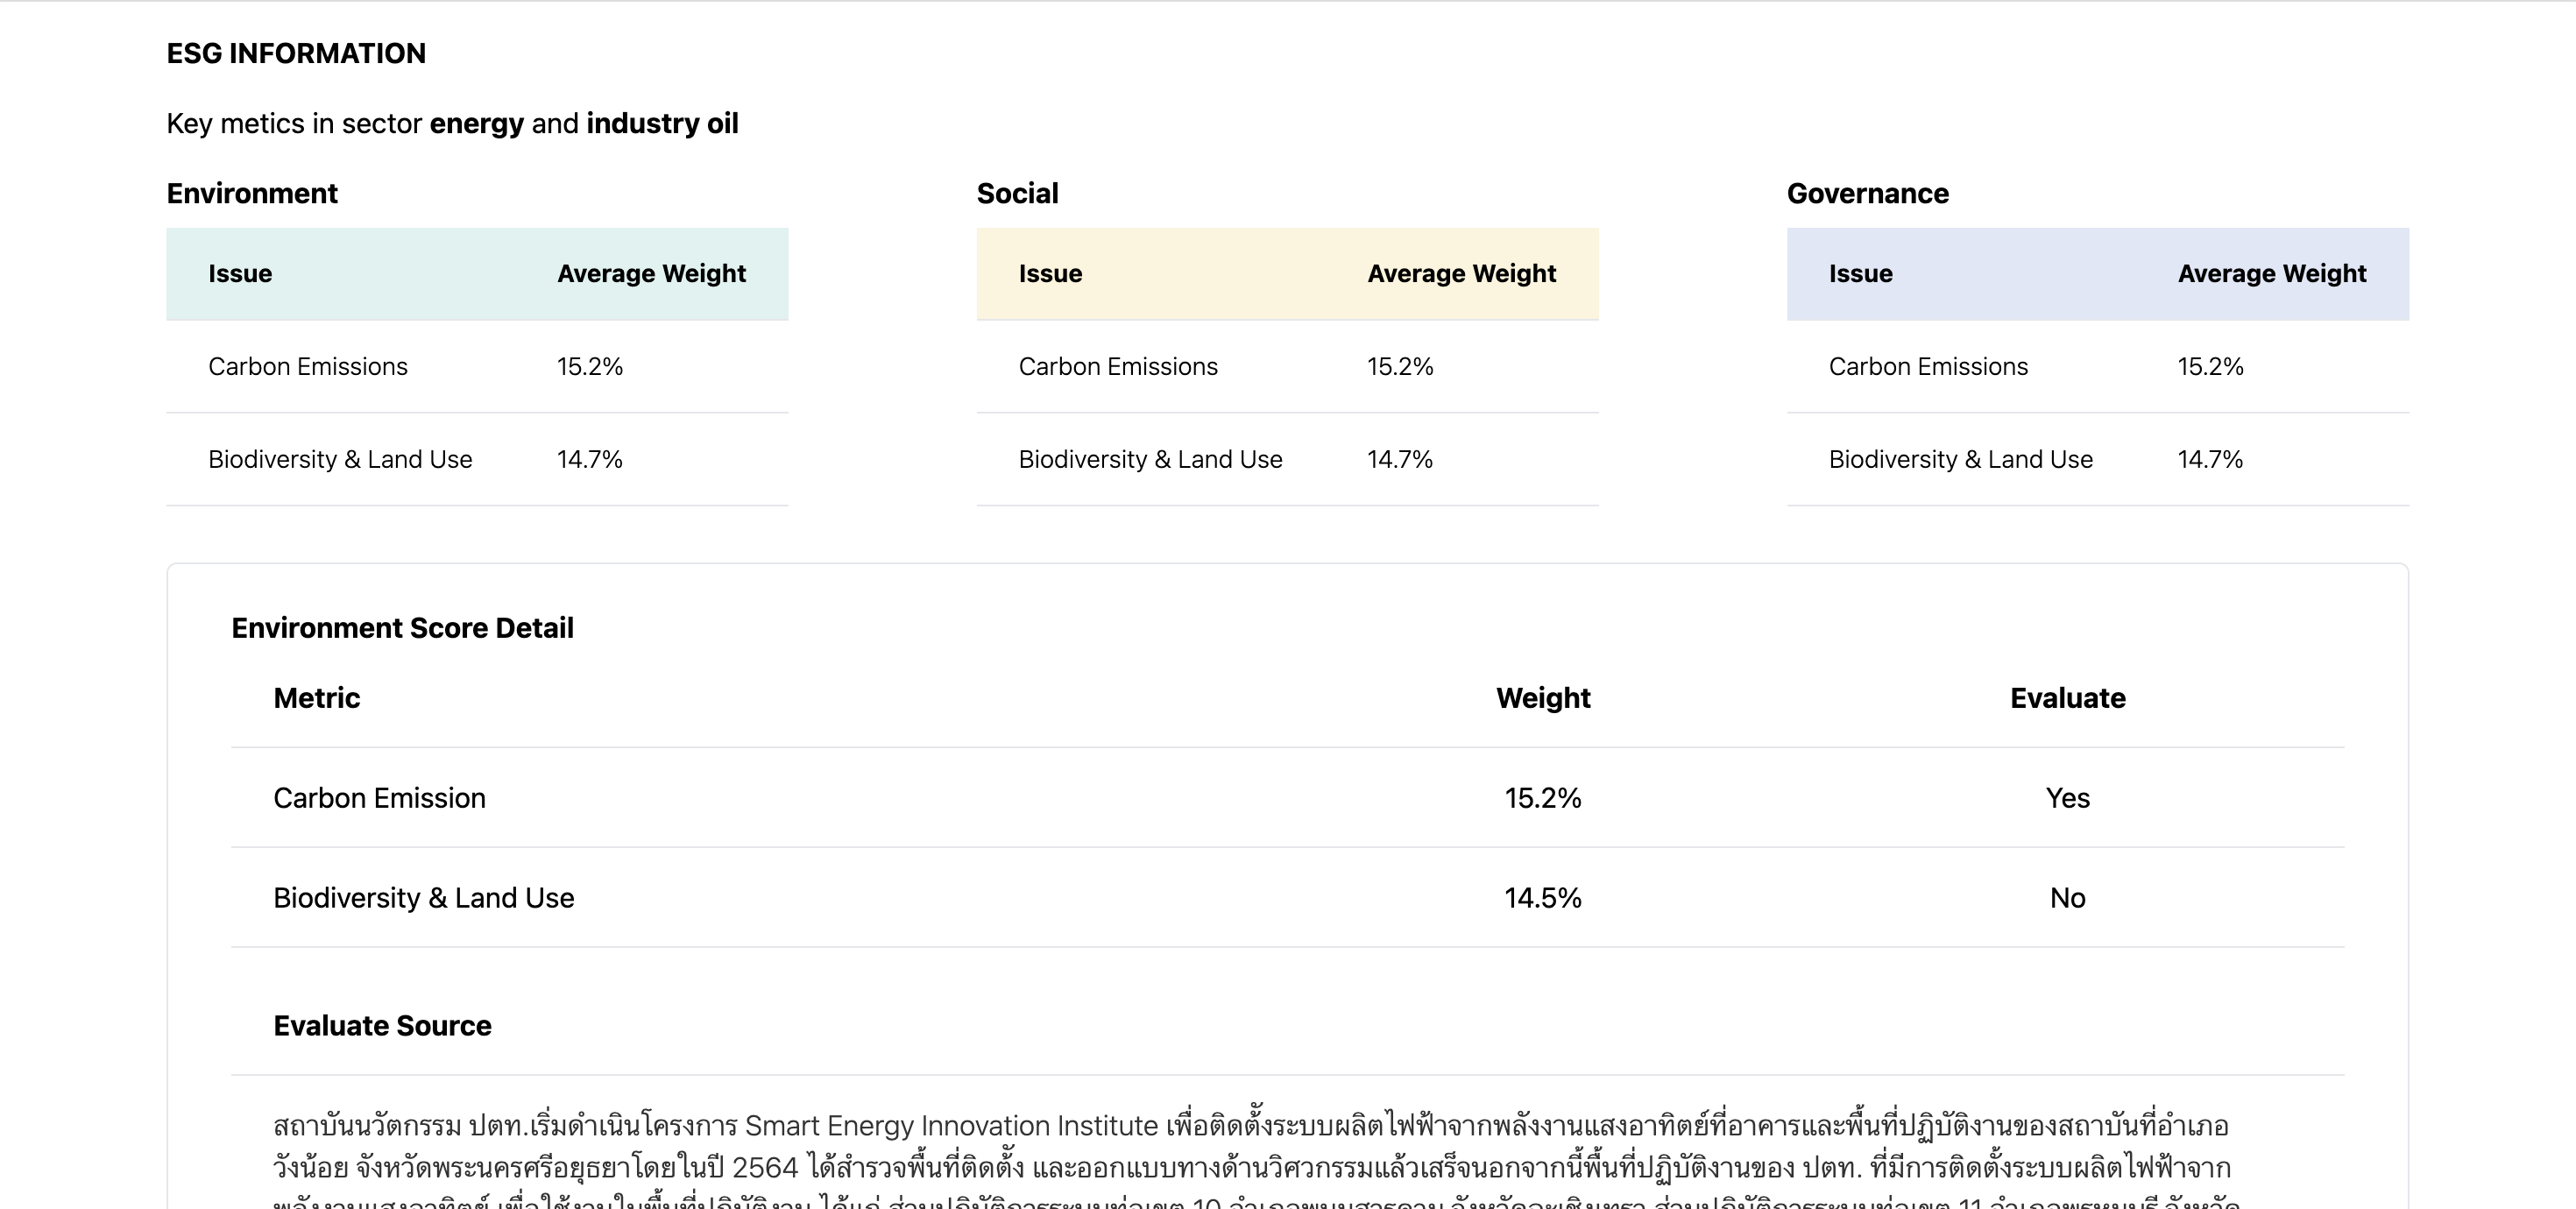 ESG INFORMATION
Key metics in sector energy and industry oil
Environment
Issue Average Weight
Carbon Emissions 15.2%
Biodiversity & Land Use 14.7%
Social
Issue Average Weight
Carbon Emissions 15.2%
Biodiversity & Land Use 14.7%
Governance
Issue Average Weight
Carbon Emissions 15.2%
Biodiversity & Land Use 14.7%
Environment Score Detail
Metric Weight Evaluate
Carbon Emission 15.2% Yes
Biodiversity & Land Use 14.5% No
Evaluate Source
สถาบันนวัตกรรม ปตท.เริ่มดำเนินโครงการ Smart Energy Innovation Institute เพื่อติดตั้งระบบผลิตไฟฟ้าจากพลังงานแสงอาทิตย์ที่อาคารและพื้นที่ปฏิบัติงานของสถาบันที่อำเภอ
วังน้อย จังหวัดพระนครศรีอยุธยาโดยในปี 2564 ได้สำรวจพื้นที่ติดตั้ง และออกแบบทางด้านวิศวกรรมแล้วเสร็จนอกจากนี้พื้นที่ปฏิบัติงานของ ปตท. ที่มีการติดตั้งระบบผลิตไฟฟ้าจาก